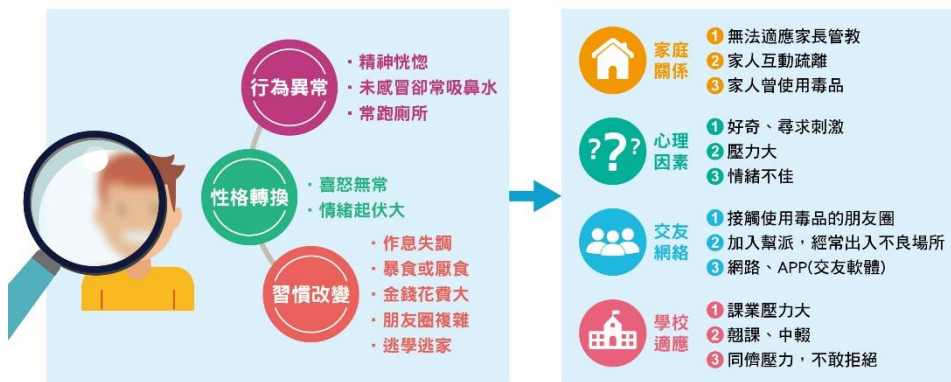 行為異常
・精神恍惚
・未感冒卻常吸鼻水
・常跑廁所
性格轉換
・喜怒無常
・情緒起伏大
習慣改變
・作息失調
・暴食或厭食
・金錢花費大
・朋友圈複雜
・逃學逃家
家庭
關係
1 無法適應家長管教
2 家人互動疏離
3 家人曾使用毒品
???
心理
因素
1 好奇、尋求刺激
2 壓力大
3 情緒不佳
交友
網絡
1 接觸使用毒品的朋友圈
2 加入幫派，經常出入不良場所
3 網路、APP(交友軟體)
學校
適應
1 課業壓力大
2 翹課、中輟
3 同儕壓力，不敢拒絕